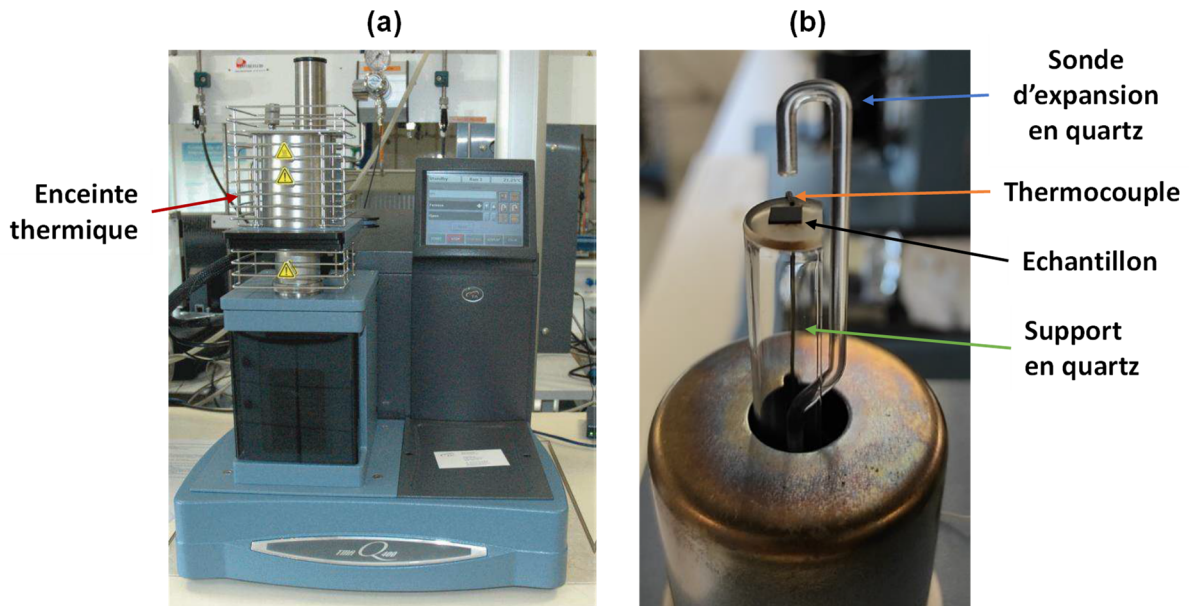 (a)
(b)
Enceinte
thermique
Sonde
d’expansion
en quartz
Thermocouple
Echantillon
Support
en quartz
TMA Q400